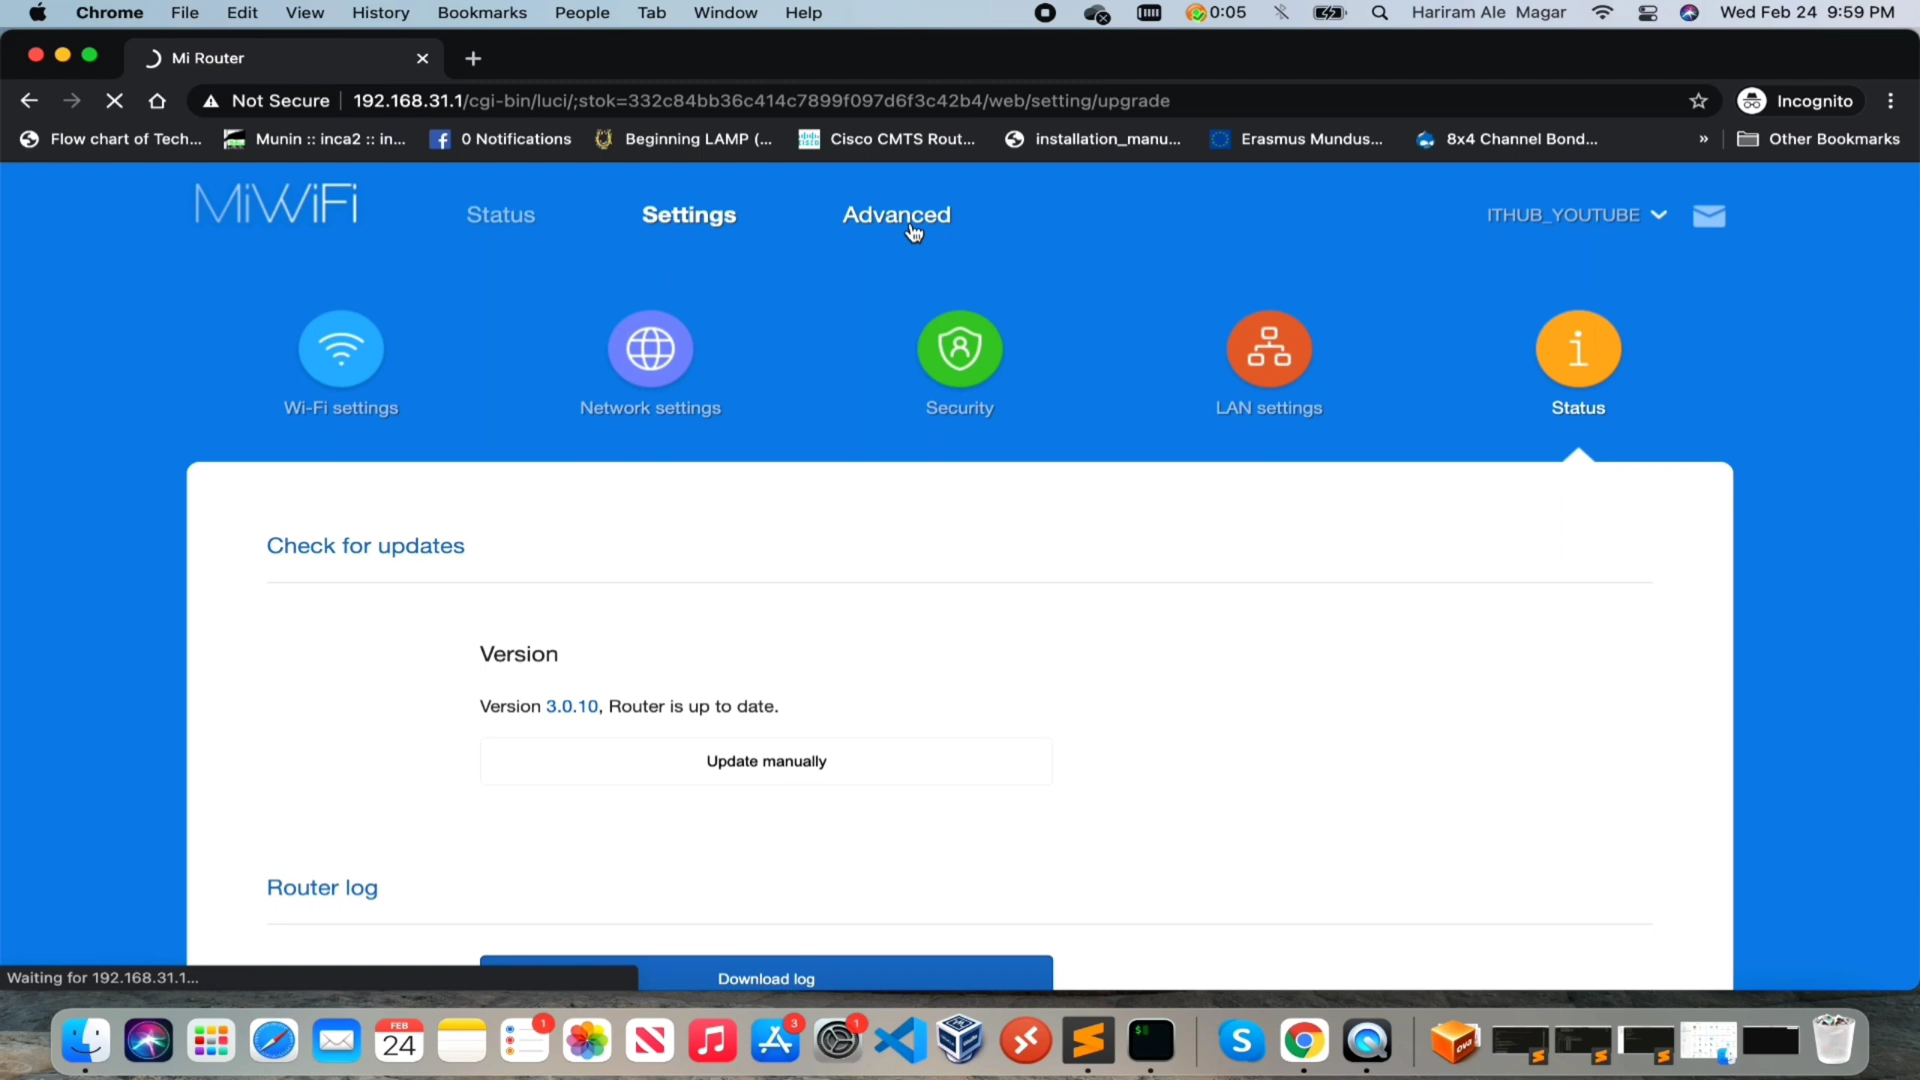 Chrome File Edit View History Bookmarks People Tab Window Help 0:05 Hariram Ale Magar Wed Feb 24 9:59 PM
Mi Router
Not Secure 192.168.31.1/cgi-bin/luci/;stok=332c84bb36c414c7899f097d6f3c42b4/web/setting/upgrade Incognito
Flow chart of Tech... Munin :: inca2 :: in... 0 Notifications Beginning LAMP (... Cisco CMTS Rout... installation_manu... Erasmus Mundus... 8x4 Channel Bond... » Other Bookmarks
MiWiFi Status Settings Advanced ITHUB_YOUTUBE
Wi-Fi settings Network settings Security LAN settings Status
Check for updates
Version
Version 3.0.10, Router is up to date.
Update manually
Router log
Download log
Waiting for 192.168.31.1...
FEB
24
1
3
1